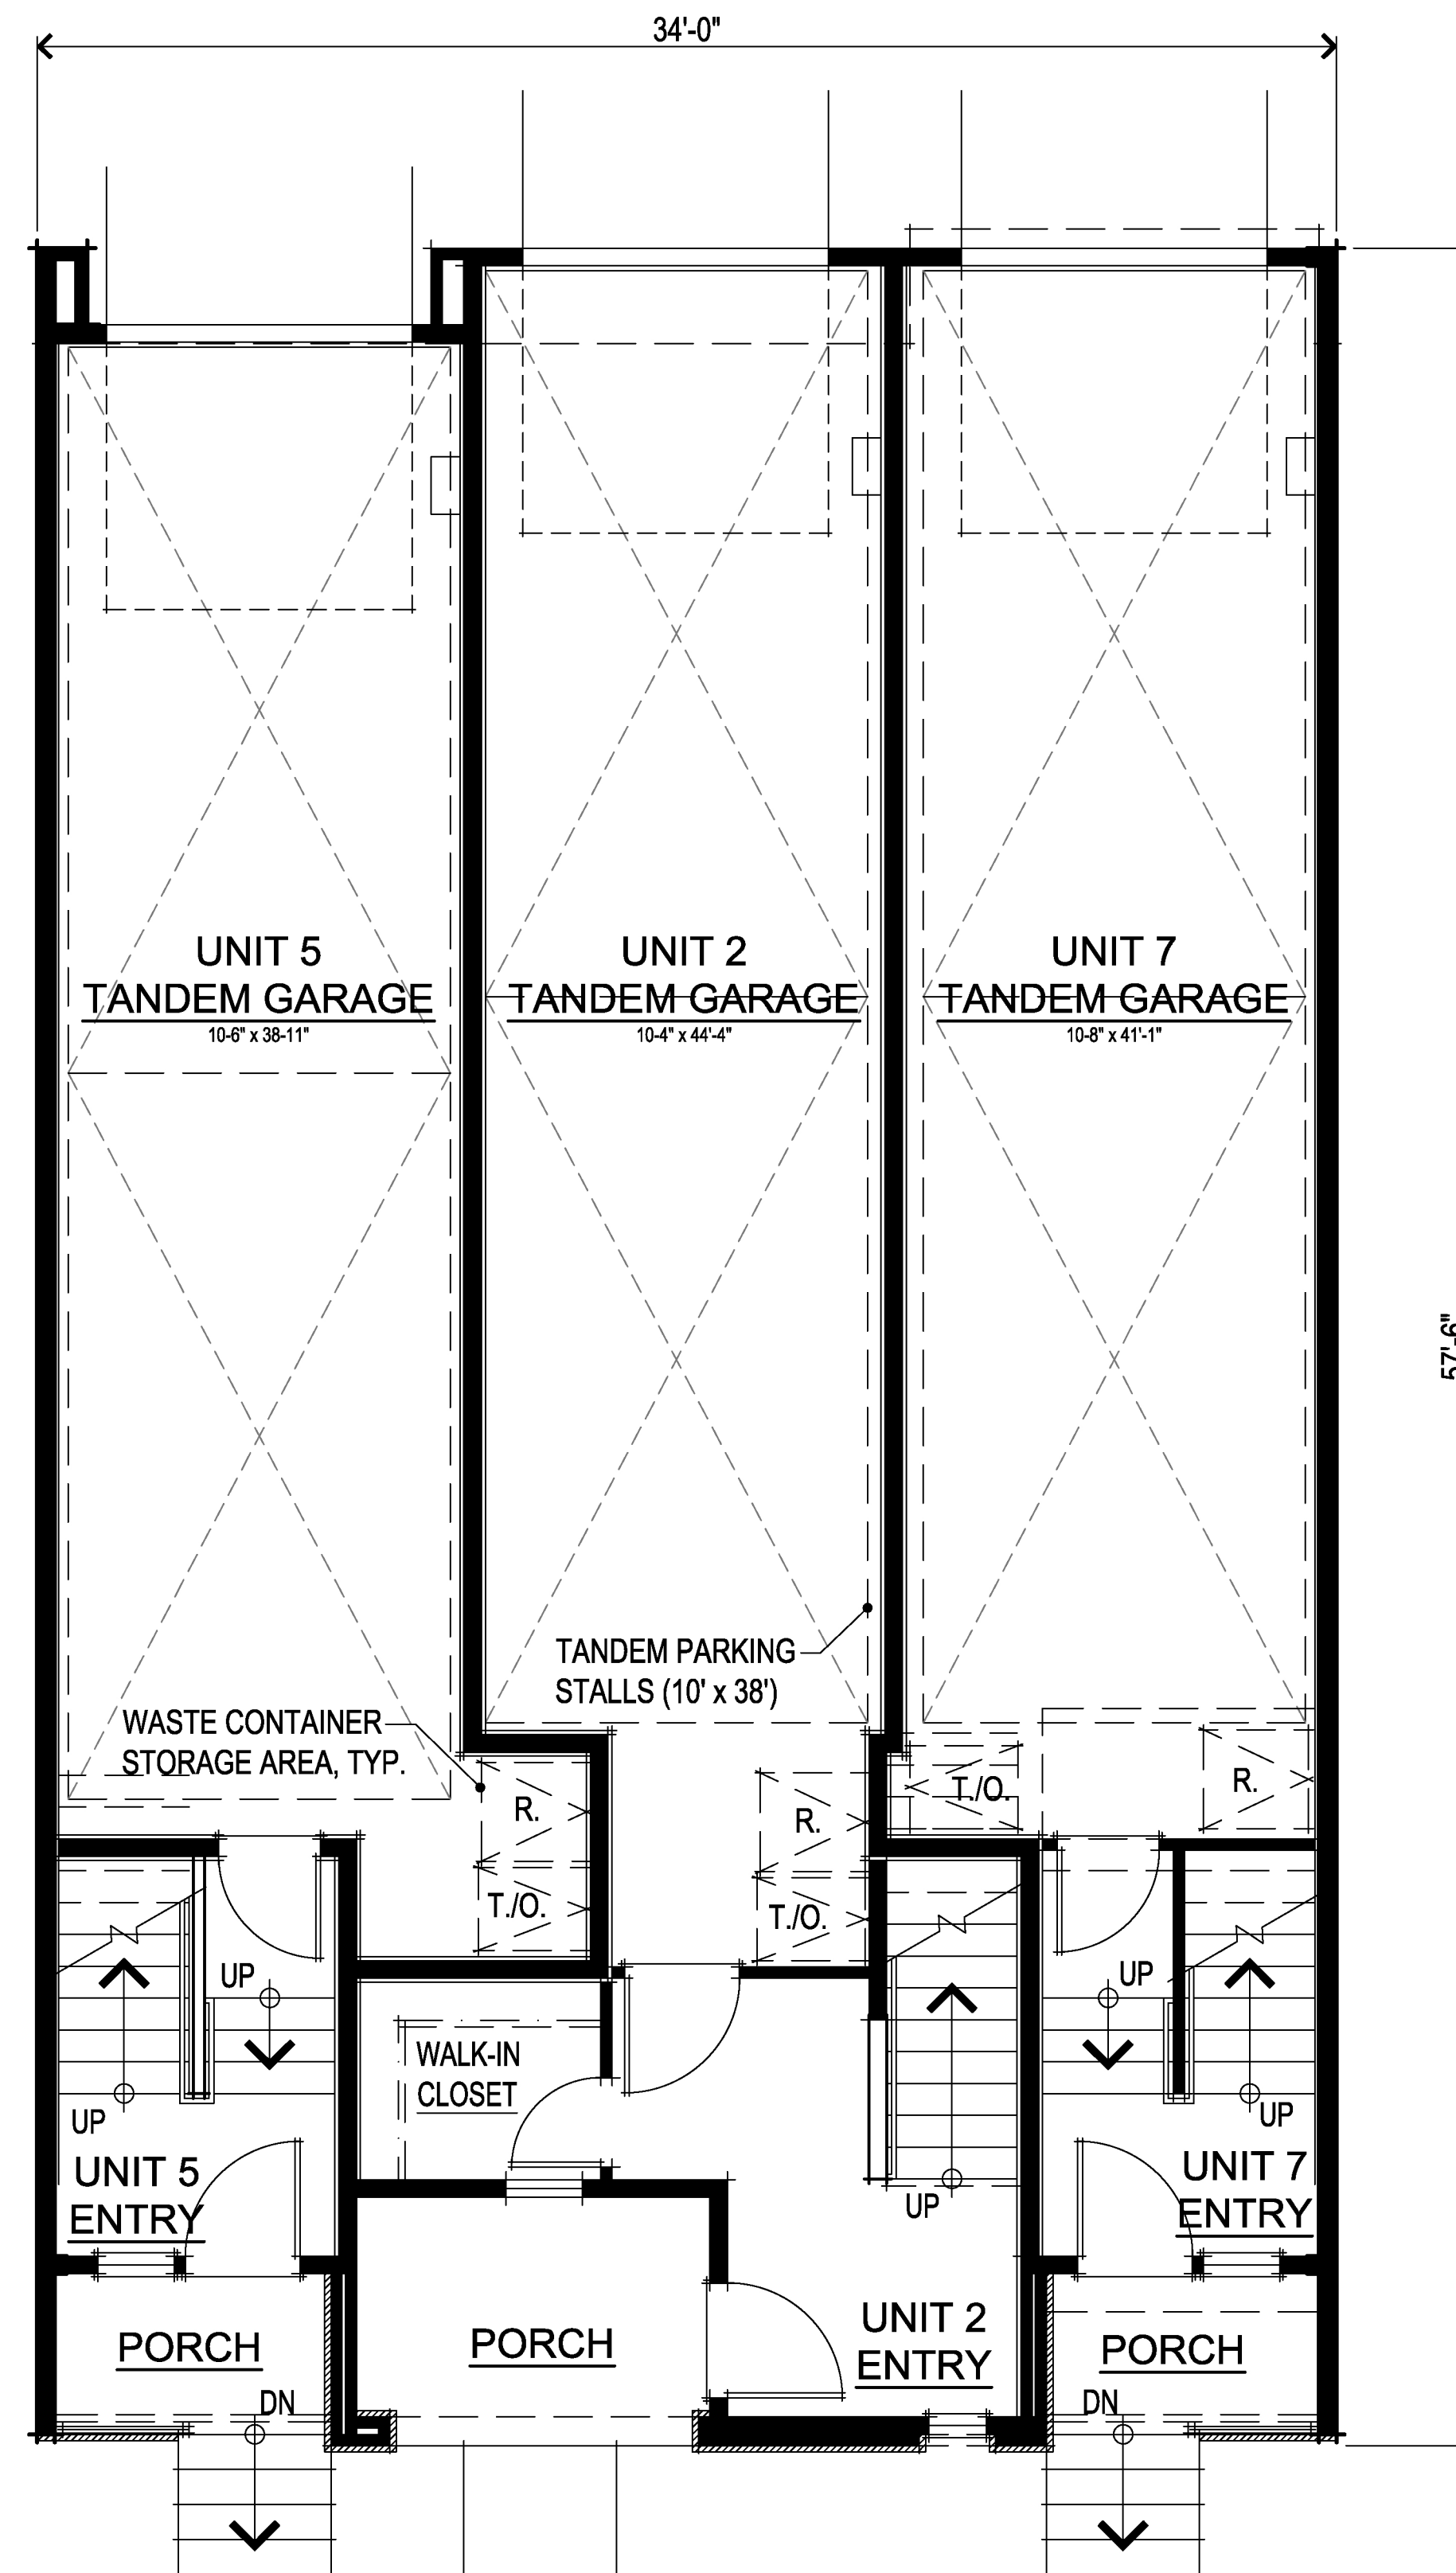 34'-0"
UNIT 5
TANDEM GARAGE
10-6" x 38-11"
UNIT 2
TANDEM GARAGE
10-4" x 44'-4"
UNIT 7
TANDEM GARAGE
10-8" x 41'-1"
57'-6"
TANDEM PARKING
STALLS (10' x 38')
WASTE CONTAINER
STORAGE AREA, TYP.
R.
T./O.
R.
T./O.
T./O.
R.
UP
UP
WALK-IN
CLOSET
UP
UP
UP
UNIT 5
ENTRY
UNIT 7
ENTRY
PORCH
PORCH
UNIT 2
ENTRY
PORCH
DN
DN